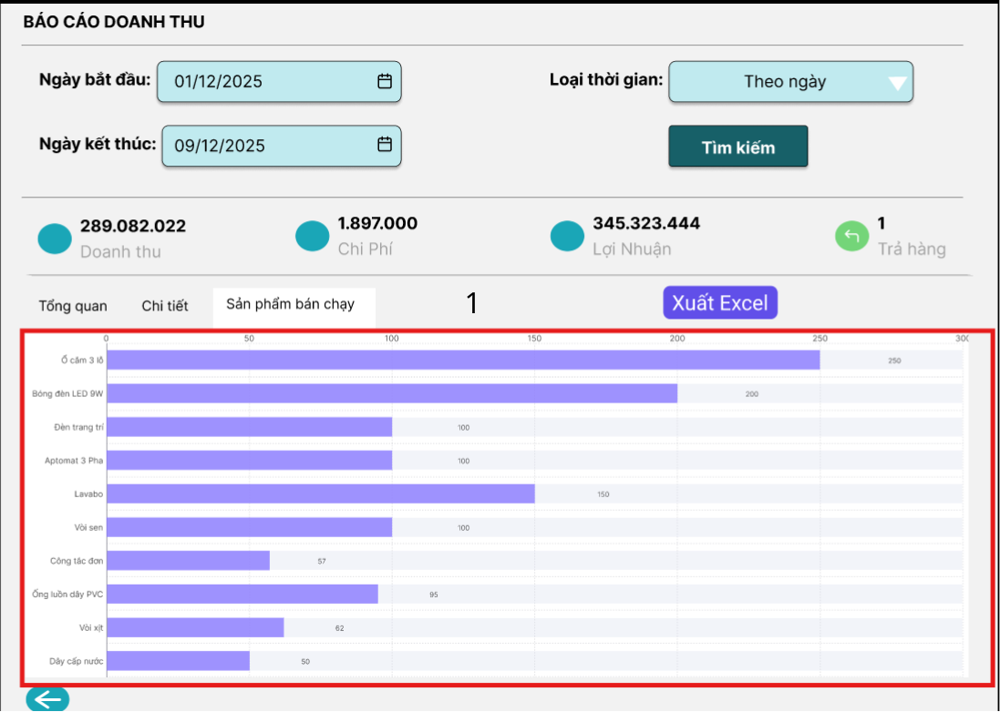 BÁO CÁO DOANH THU
Ngày bắt đầu: 01/12/2025 Loại thời gian: Theo ngày
Ngày kết thúc: 09/12/2025 Tìm kiếm
289.082.022 1.897.000 345.323.444 1
Doanh thu Chi Phí Lợi Nhuận Trả hàng
Tổng quan Chi tiết Sản phẩm bán chạy 1 Xuất Excel
0 50 100 150 200 250 300
Ổ cắm 3 lỗ 250
Bóng đèn LED 9W 200
Đèn trang trí 100
Aptomat 3 Pha 100
Lavabo 150
Vòi sen 100
Công tắc đơn 57
Ống luồn dây PVC 95
Vòi xịt 62
Dây cấp nước 50